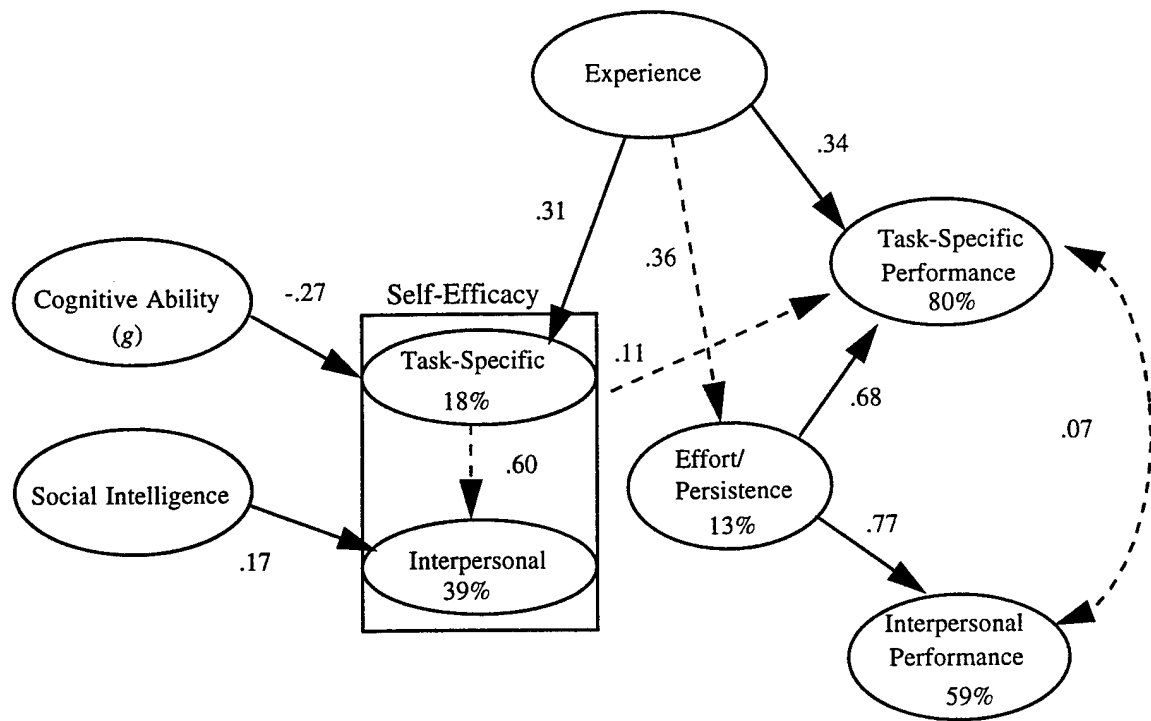 Experience
.34
.31
Task-Specific
Performance
80%
.36
Cognitive Ability
(g)
-.27
Self-Efficacy
Task-Specific
18%
.11
.68
.07
.60
Effort/
Persistence
13%
Social Intelligence
.17
.77
Interpersonal
39%
Interpersonal
Performance
59%